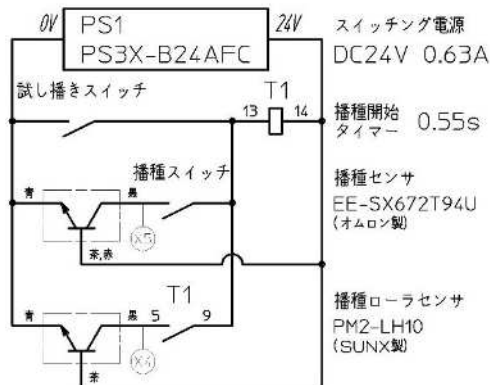 0V PS1 24V スイッチング電源
PS3X-B24AFC DC24V 0.63A
試し播きスイッチ T1
13 14 播種開始
タイマー 0.55s
播種スイッチ 播種センサ
青 黒 EE-SX672T94U
(オムロン製)
X5
茶,赤
T1 播種ローラセンサ
青 黒 5 9 PM2-LH10
(SUNX製)
X4
茶